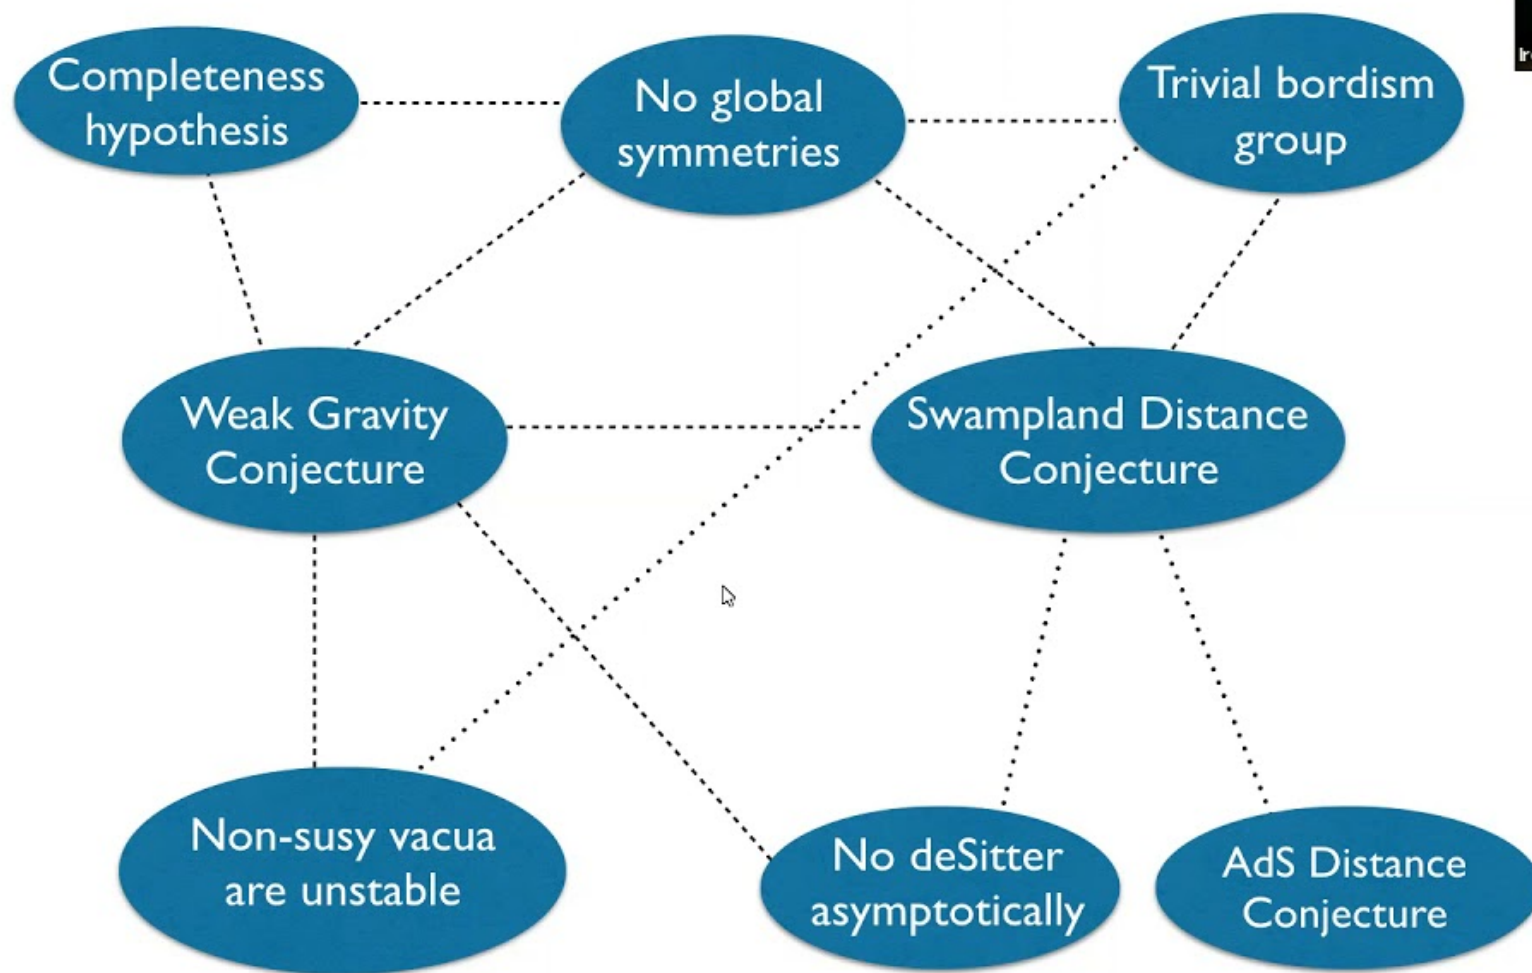 Completeness
hypothesis
No global
symmetries
Trivial bordism
group
Weak Gravity
Conjecture
Swampland Distance
Conjecture
Non-susy vacua
are unstable
No deSitter
asymptotically
AdS Distance
Conjecture